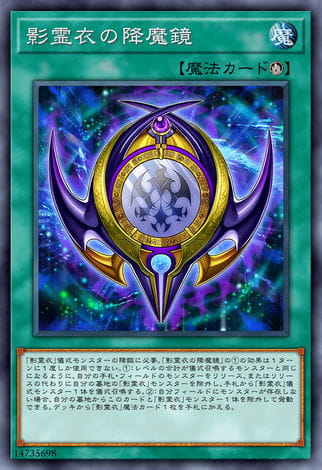 影霊衣の降魔鏡
魔
【魔法カード】
「影霊衣」儀式モンスターの降臨に必要。「影霊衣の降魔鏡」の①の効果は1ター
ンに1度しか使用できない。①:レベルの合計が儀式召喚するモンスターと同
じになるように、自分の手札・フィールドのモンスターをリリース、またはリリー
スの代わりに自分の墓地の「影霊衣」モンスターを除外し、手札から「影霊衣」儀
式モンスター1体を儀式召喚する。②:自分フィールドにモンスターが存在しな
い場合、自分の墓地からこのカードと「影霊衣」モンスター1体を除外して発動
できる。デッキから「影霊衣」魔法カード1枚を手札に加える。
14735698